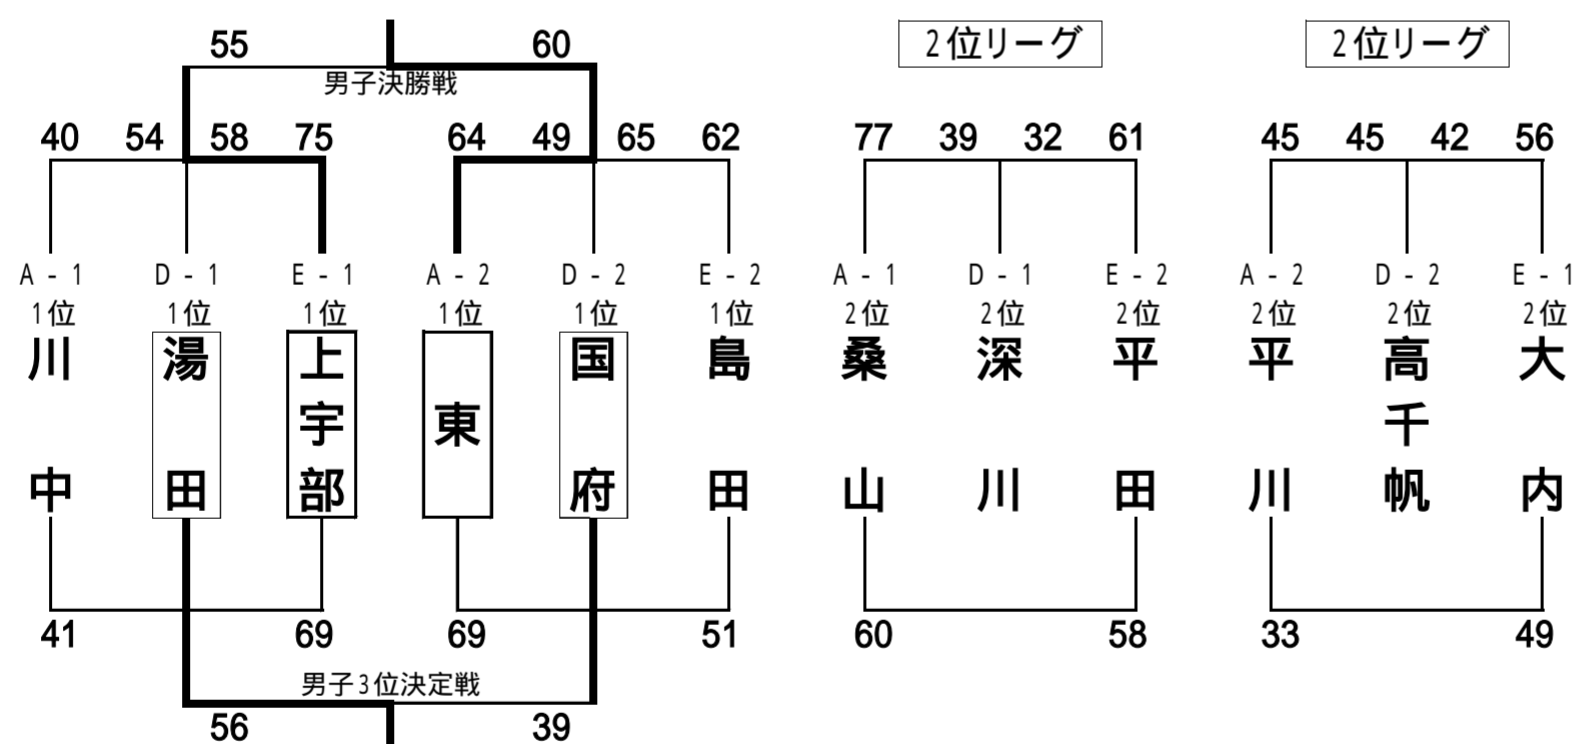 55 60 2位リーグ 2位リーグ
男子決勝戦
40 54 58 75 64 49 65 62 77 39 32 61 45 45 42 56
A-1 D-1 E-1 A-2 D-2 E-2 A-1 D-1 E-2 A-2 D-2 E-1
1位 1位 1位 1位 1位 1位 2位 2位 2位 2位 2位 2位
川中 湯田 上宇部 東 国府 島田 桑山 深川 平田 平川 高千帆 大内
41 69 69 51 60 58 33 49
男子3位決定戦
56 39